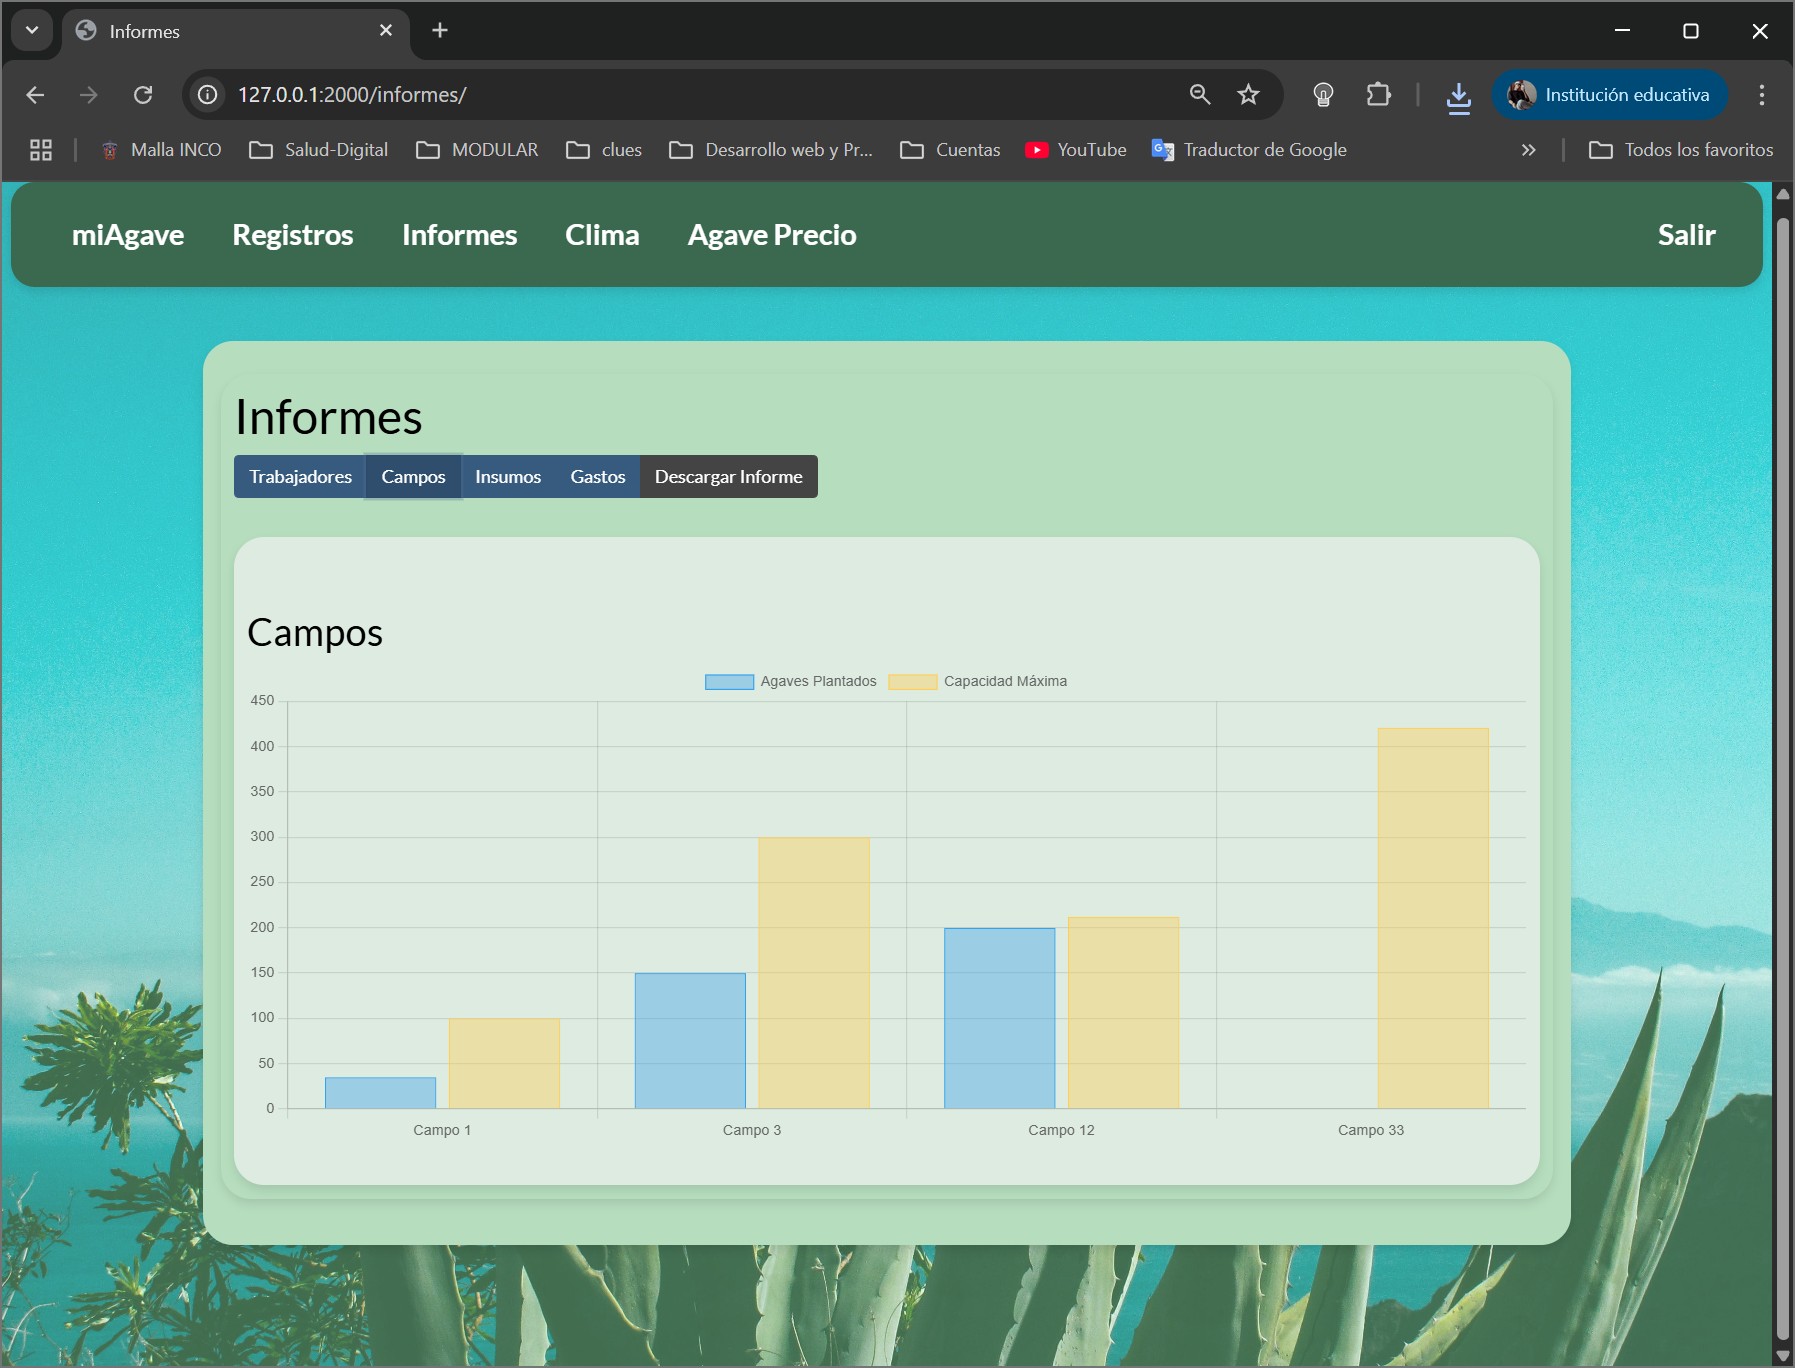 Informes
127.0.0.1:2000/informes/
Institución educativa
Malla INCO
Salud-Digital
MODULAR
clues
Desarrollo web y Pr...
Cuentas
YouTube
Traductor de Google
Todos los favoritos
miAgave
Registros
Informes
Clima
Agave Precio
Salir
Informes
Trabajadores
Campos
Insumos
Gastos
Descargar Informe
Campos
Agaves Plantados
Capacidad Máxima
450
400
350
300
250
200
150
100
50
0
Campo 1
Campo 3
Campo 12
Campo 33